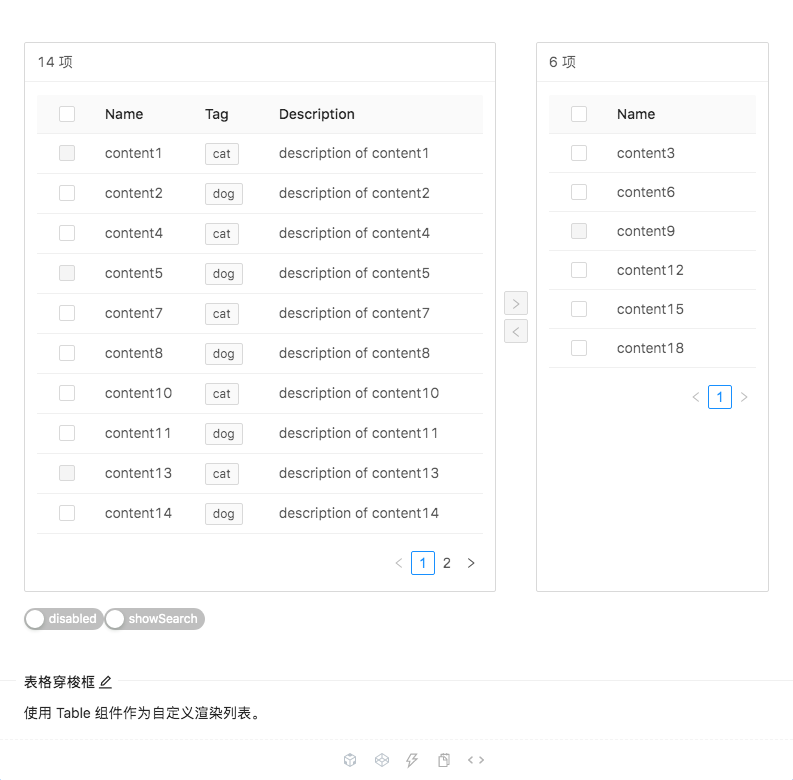 14 项
Name Tag Description
content1 cat description of content1
content2 dog description of content2
content4 cat description of content4
content5 dog description of content5
content7 cat description of content7
content8 dog description of content8
content10 cat description of content10
content11 dog description of content11
content13 cat description of content13
content14 dog description of content14
< 1 2 >
>
<
6 项
Name
content3
content6
content9
content12
content15
content18
< 1 >
disabled showSearch
表格穿梭框
使用 Table 组件作为自定义渲染列表。